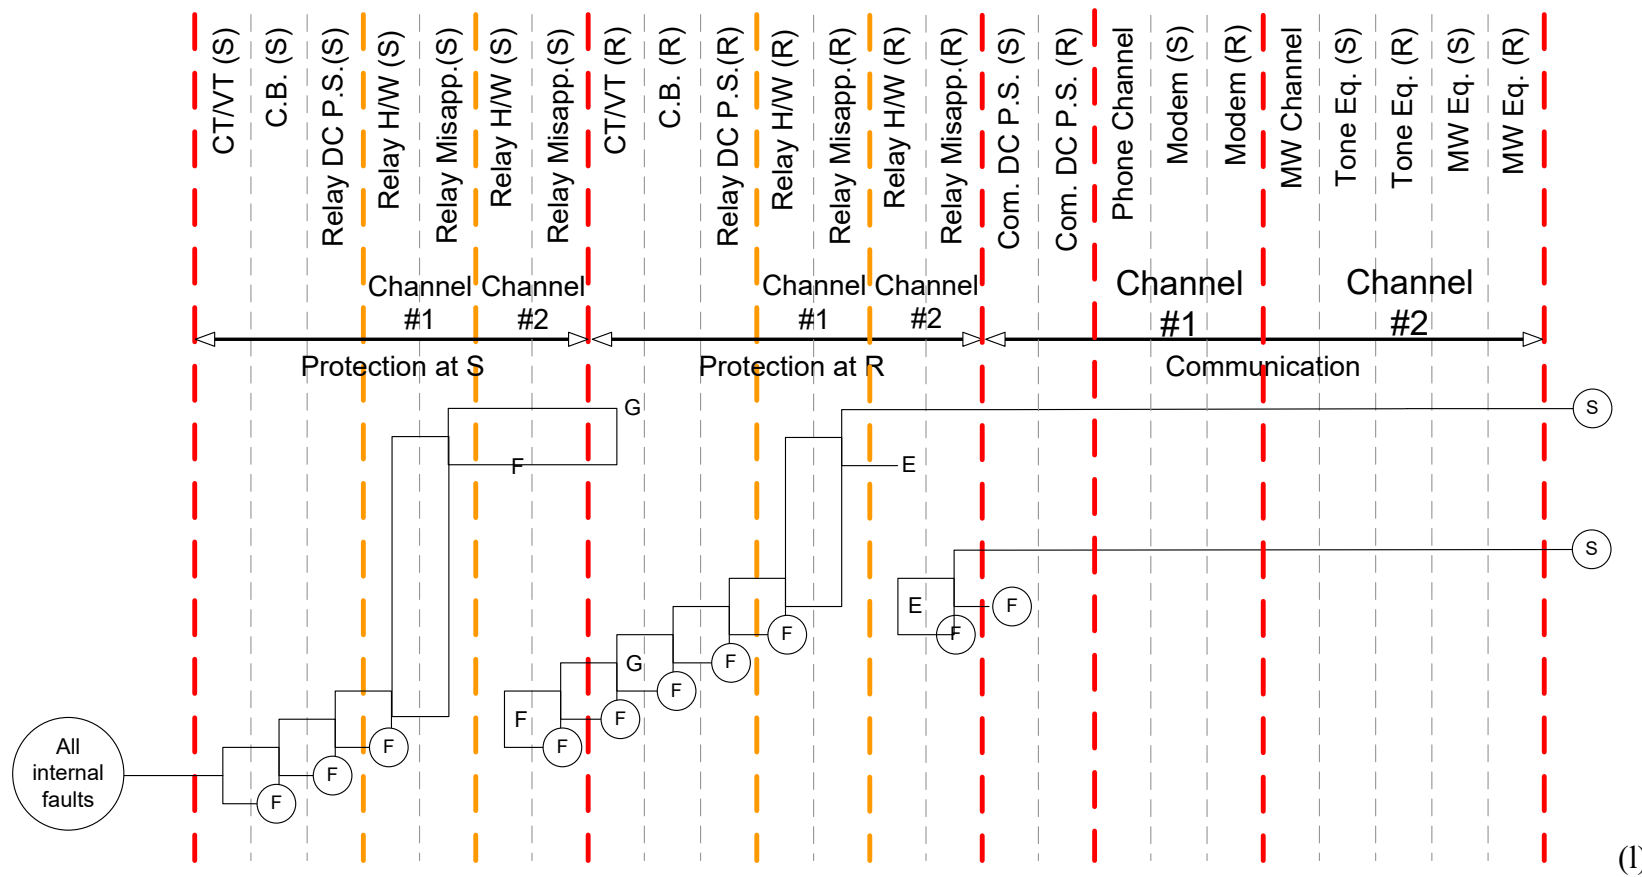 CT/VT (S)
C.B. (S)
Relay DC P.S.(S)
Relay H/W (S)
Relay Misapp.(S)
Relay H/W (S)
Relay Misapp.(S)
CT/VT (R)
C.B. (R)
Relay DC P.S.(R)
Relay H/W (R)
Relay Misapp.(R)
Relay H/W (R)
Relay Misapp.(R)
Com. DC P.S. (S)
Com. DC P.S. (R)
Phone Channel
Modem (S)
Modem (R)
MW Channel
Tone Eq. (S)
Tone Eq. (R)
MW Eq. (S)
MW Eq. (R)
Channel
#1
Channel
#2
Channel
#1
Channel
#2
Channel
#1
Channel
#2
Protection at S
Protection at R
Communication
G
S
F
E
S
E
F
F
F
G
F
F
F
F
F
F
F
F
All
internal
faults
F
(l)